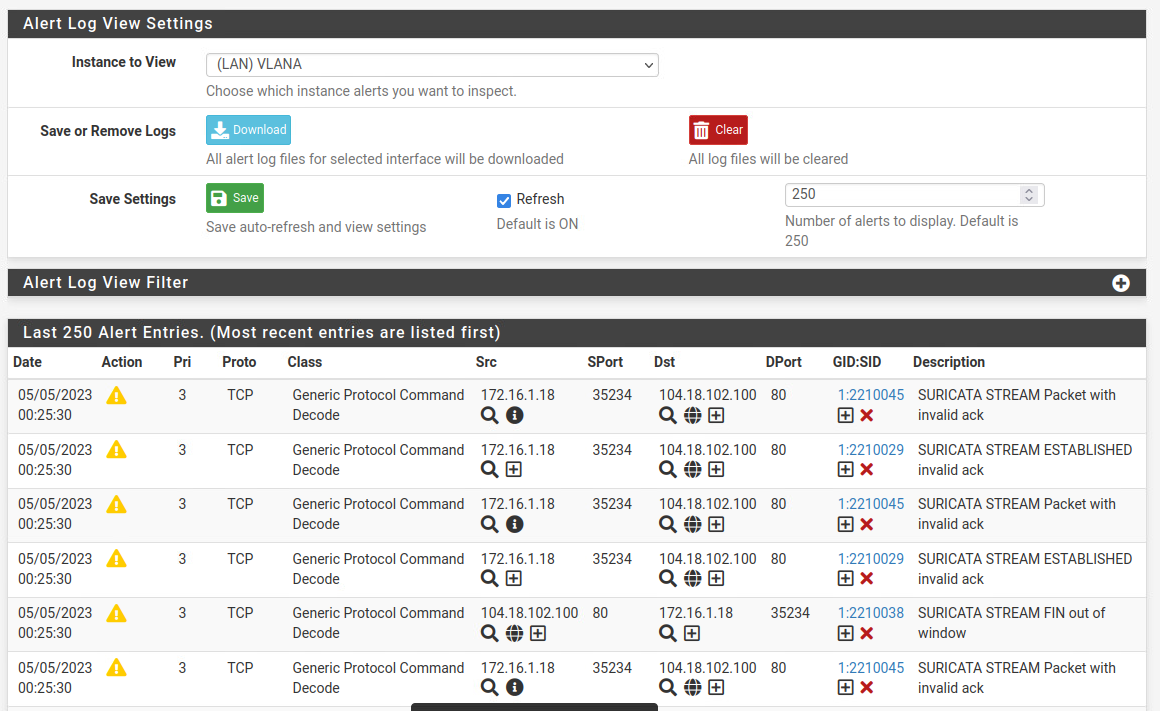 Alert Log View Settings
Instance to View
(LAN) VLANA
Choose which instance alerts you want to inspect.
Save or Remove Logs
Download
Clear
All alert log files for selected interface will be downloaded
All log files will be cleared
Save Settings
Save
Refresh
250
Save auto-refresh and view settings
Default is ON
Number of alerts to display. Default is
250
Alert Log View Filter
Last 250 Alert Entries. (Most recent entries are listed first)
Date Action Pri Proto Class Src SPort Dst DPort GID:SID Description
05/05/2023 3 TCP Generic Protocol Command 172.16.1.18 35234 104.18.102.100 80 1:2210045 SURICATA STREAM Packet with
00:25:30 Decode invalid ack
05/05/2023 3 TCP Generic Protocol Command 172.16.1.18 35234 104.18.102.100 80 1:2210029 SURICATA STREAM ESTABLISHED
00:25:30 Decode invalid ack
05/05/2023 3 TCP Generic Protocol Command 172.16.1.18 35234 104.18.102.100 80 1:2210045 SURICATA STREAM Packet with
00:25:30 Decode invalid ack
05/05/2023 3 TCP Generic Protocol Command 172.16.1.18 35234 104.18.102.100 80 1:2210029 SURICATA STREAM ESTABLISHED
00:25:30 Decode invalid ack
05/05/2023 3 TCP Generic Protocol Command 104.18.102.100 80 172.16.1.18 35234 1:2210038 SURICATA STREAM FIN out of
00:25:30 Decode window
05/05/2023 3 TCP Generic Protocol Command 172.16.1.18 35234 104.18.102.100 80 1:2210045 SURICATA STREAM Packet with
00:25:30 Decode invalid ack